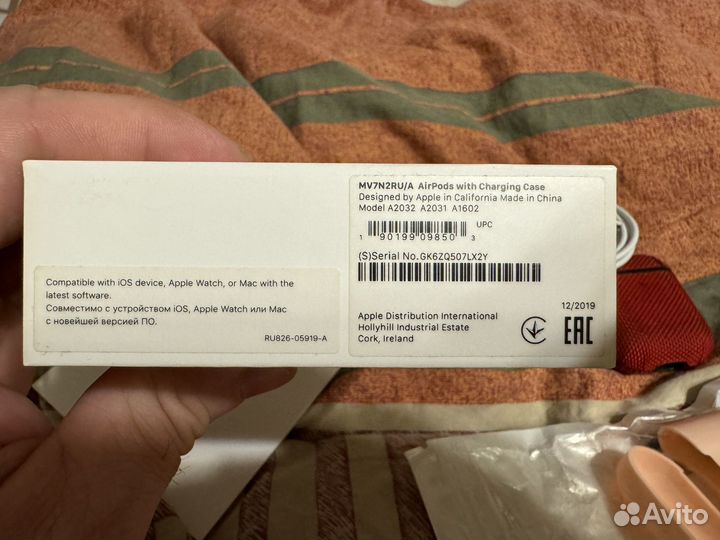 MV7N2RU/A AirPods with Charging Case
Designed by Apple in California Made in China
Model A2032 A2031 A1602
UPC
1 90199 09850 3
(S)Serial No.GK6ZQ507LX2Y
12/2019
Apple Distribution International
Hollyhill Industrial Estate
Cork, Ireland
EAC
Compatible with iOS device, Apple Watch, or Mac with the
latest software.
Совместимо с устройством iOS, Apple Watch или Mac
с новейшей версией ПО.
RU826-05919-A
Avito